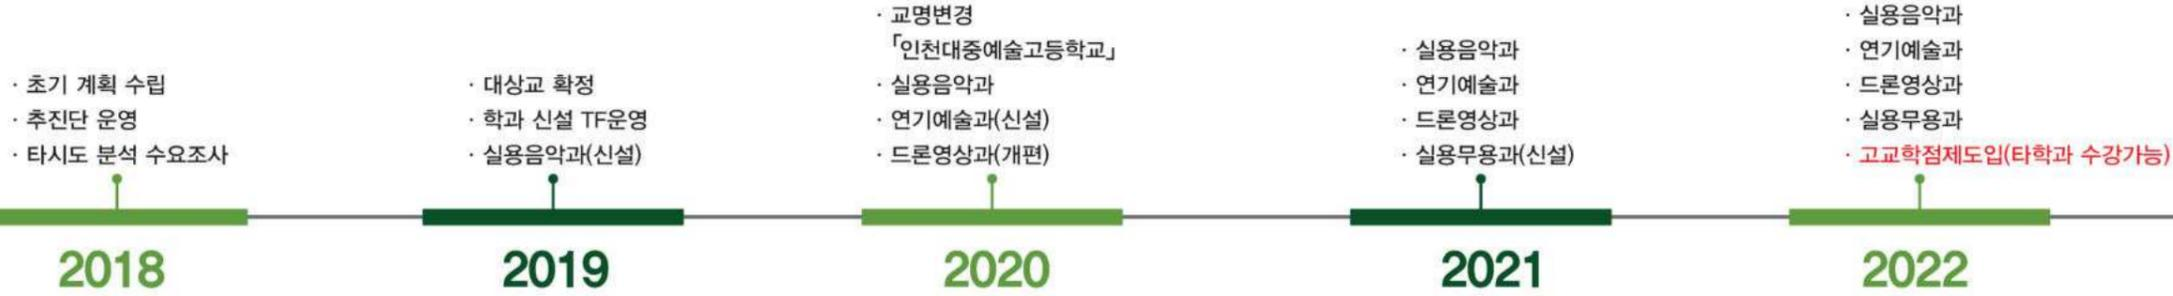 · 초기 계획 수립
· 추진단 운영
· 타시도 분석 수요조사
2018
· 대상교 확정
· 학과 신설 TF운영
· 실용음악과(신설)
2019
· 교명변경
「인천대중예술고등학교」
· 실용음악과
· 연기예술과(신설)
· 드론영상과(개편)
2020
· 실용음악과
· 연기예술과
· 드론영상과
· 실용무용과(신설)
2021
· 실용음악과
· 연기예술과
· 드론영상과
· 실용무용과
· 고교학점제도입(타학과 수강가능)
2022